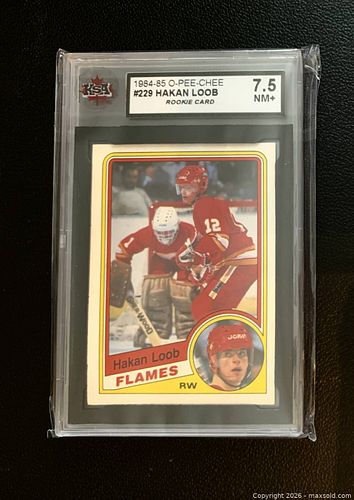 KSA
1984-85 O-PEE-CHEE
#229 HAKAN LOOB
ROOKIE CARD
7.5
NM+
1
12
Hakan Loob
FLAMES
RW
© Copyright 2026 - maxsold.com